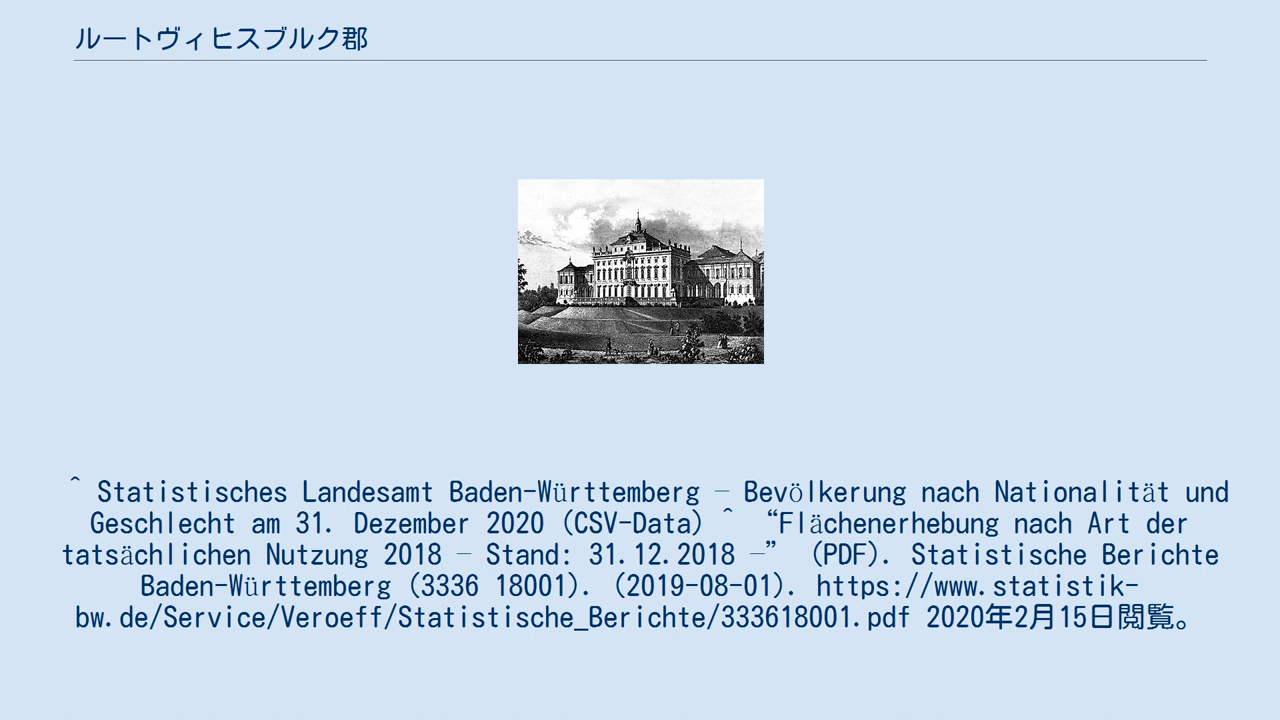 ルートヴィヒスブルク郡
^ Statistisches Landesamt Baden-Württemberg – Bevölkerung nach Nationalität und
Geschlecht am 31. Dezember 2020 (CSV-Data) ^ “Flächenerhebung nach Art der
tatsächlichen Nutzung 2018 – Stand: 31.12.2018 –” (PDF). Statistische Berichte
Baden-Württemberg (3336 18001). (2019-08-01). https://www.statistik-
bw.de/Service/Veroeff/Statistische_Berichte/333618001.pdf 2020年2月15日閲覧。